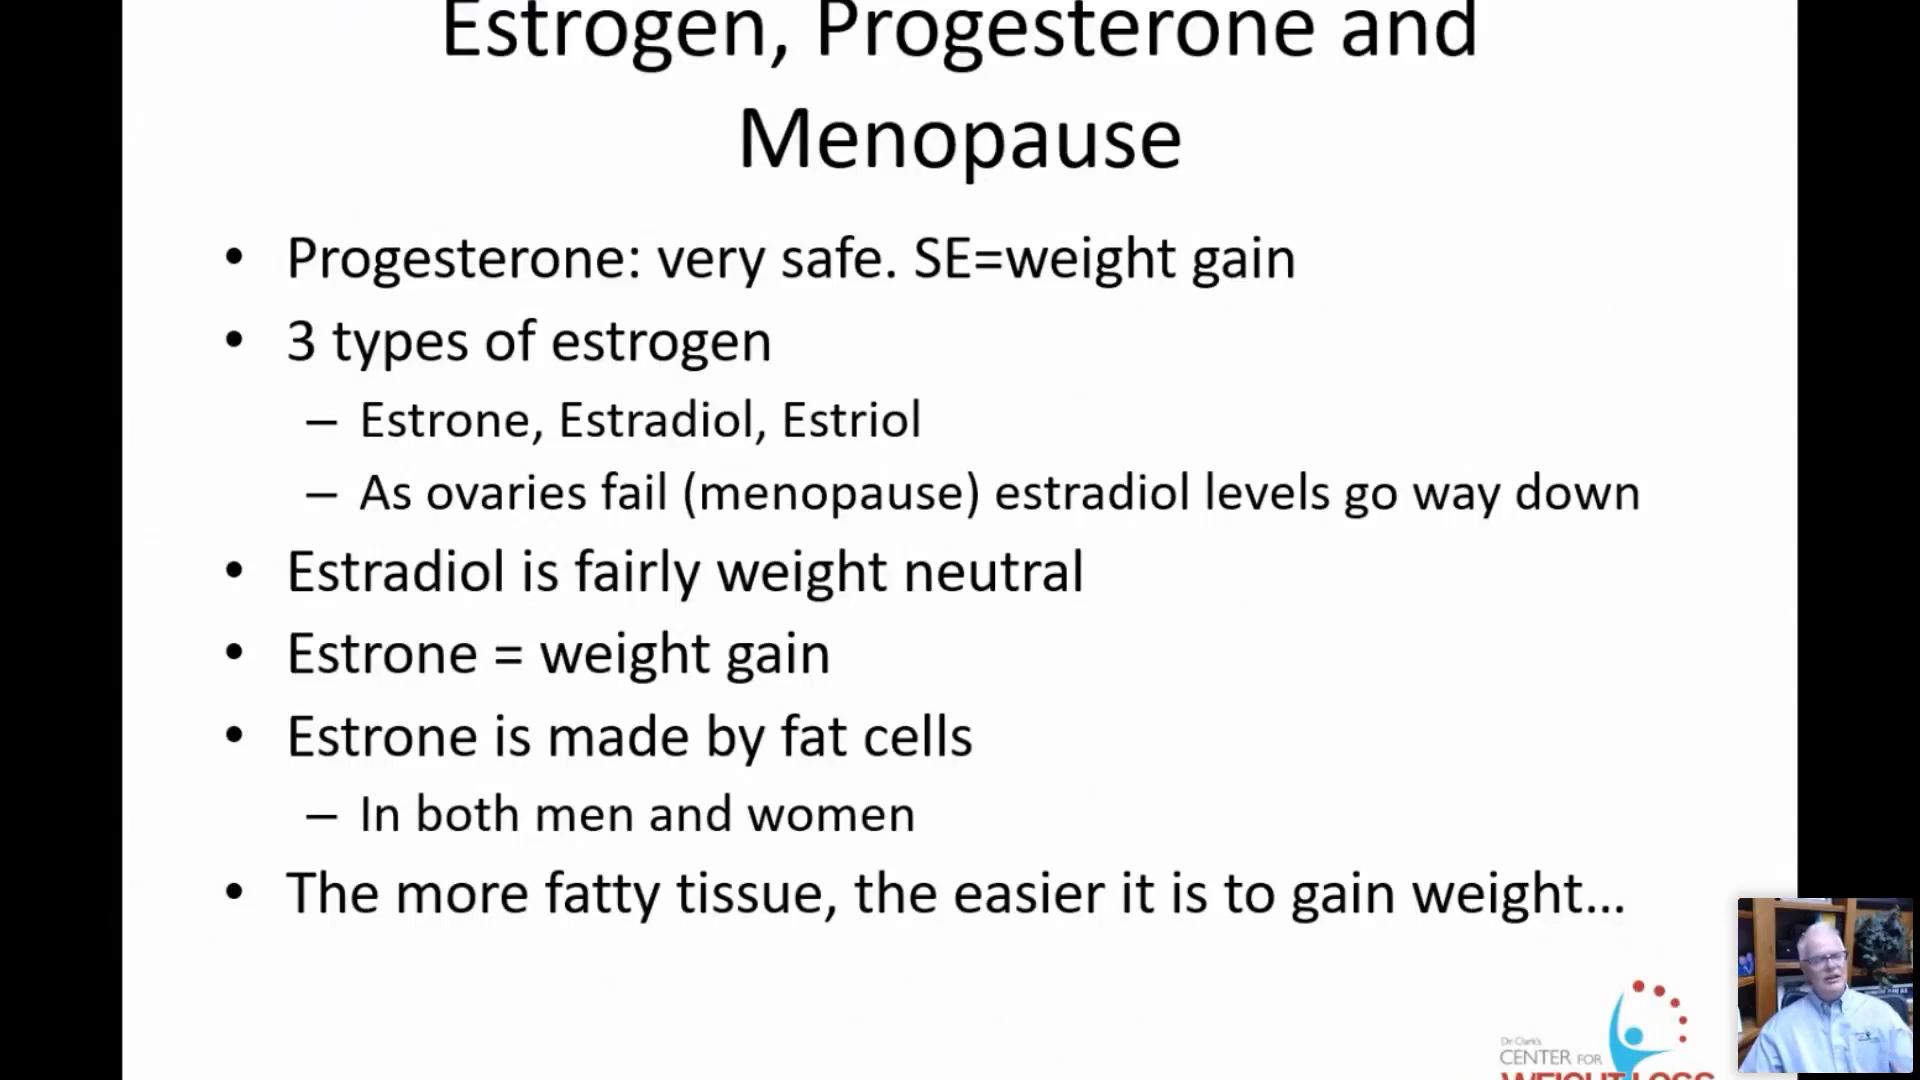 Estrogen, Progesterone and
Menopause
• Progesterone: very safe. SE=weight gain
• 3 types of estrogen
– Estrone, Estradiol, Estriol
– As ovaries fail (menopause) estradiol levels go way down
• Estradiol is fairly weight neutral
• Estrone = weight gain
• Estrone is made by fat cells
– In both men and women
• The more fatty tissue, the easier it is to gain weight...
Dr. Clark's
CENTER FOR
WEIGHT LOSS